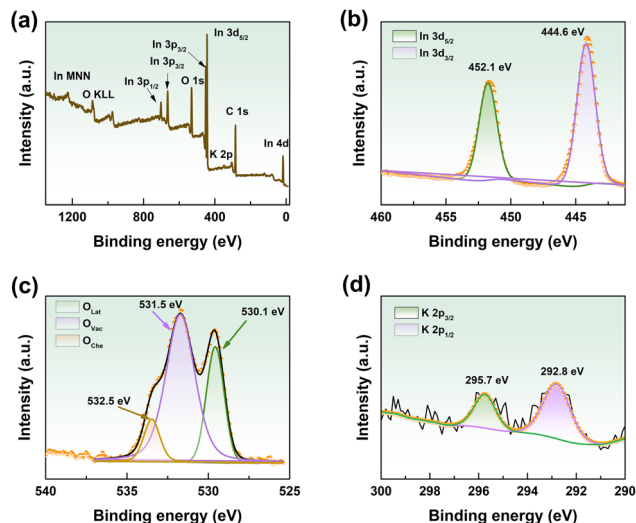 (a)
In 3d5/2
In 3p3/2
In 3p3/2
In MNN
In 3p1/2
O 1s
O KLL
C 1s
K 2p
In 4d
Intensity (a.u.)
1200
900
600
300
0
Binding energy (eV)
(b)
In 3d5/2
In 3d3/2
444.6 eV
452.1 eV
Intensity (a.u.)
460
455
450
445
Binding energy (eV)
(c)
OLat
OVac
OChe
531.5 eV
530.1 eV
532.5 eV
Intensity (a.u.)
540
535
530
525
Binding energy (eV)
(d)
K 2p3/2
K 2p1/2
295.7 eV
292.8 eV
Intensity (a.u.)
300
298
296
294
292
290
Binding energy (eV)